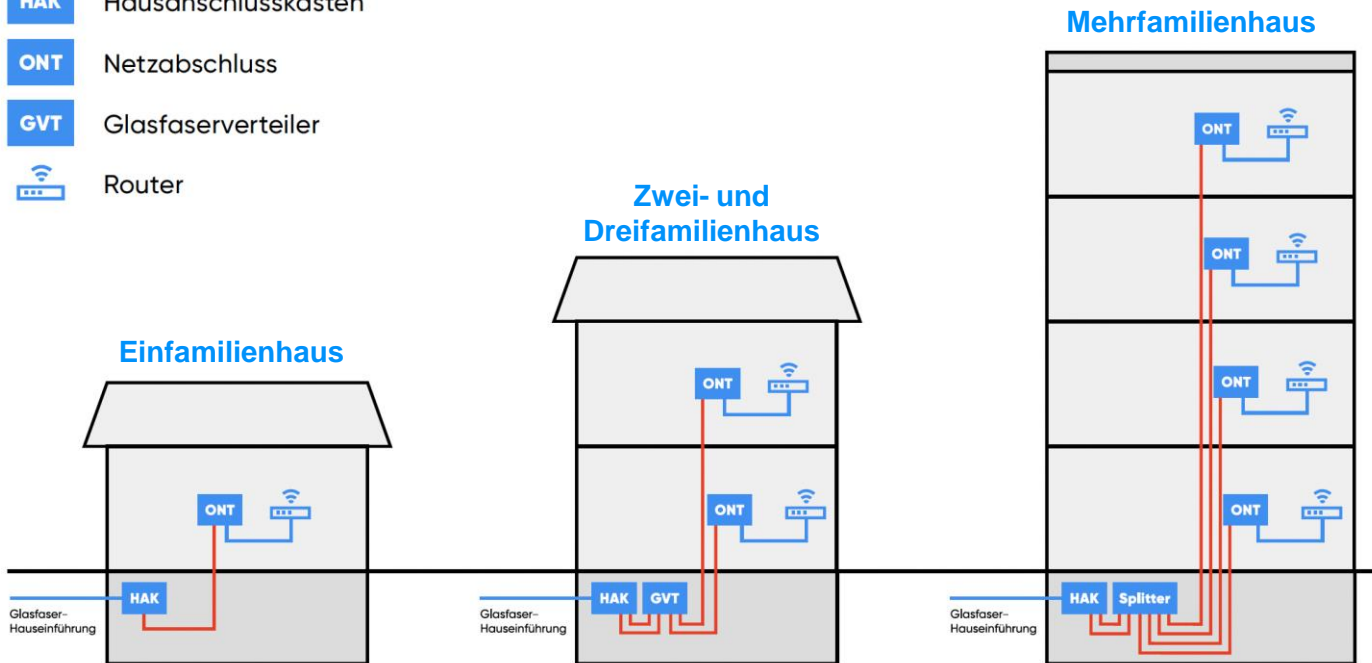 HAK Hausanschlusskasten
ONT Netzabschluss
GVT Glasfaserverteiler
Router
Einfamilienhaus
ONT
HAK
Glasfaser-
Hauseinführung
Zwei- und
Dreifamilienhaus
ONT
ONT
HAK GVT
Glasfaser-
Hauseinführung
Mehrfamilienhaus
ONT
ONT
ONT
ONT
HAK Splitter
Glasfaser-
Hauseinführung